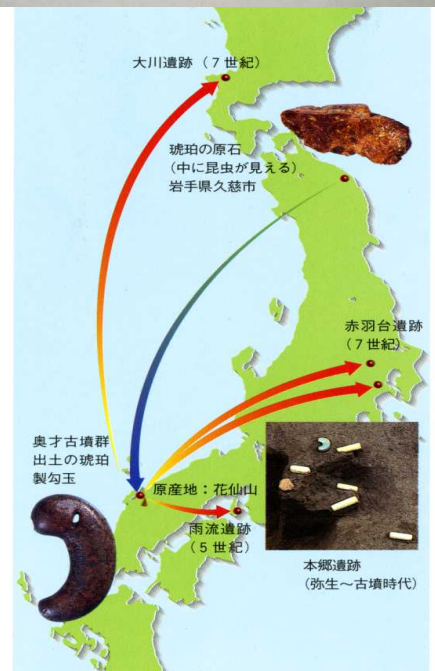 大川遺跡（7世紀）
琥珀の原石
（中に昆虫が見える）
岩手県久慈市
赤羽台遺跡
（7世紀）
奥才古墳群
出土の琥珀
製勾玉
原産地：花仙山
雨流遺跡
（5世紀）
本郷遺跡
（弥生～古墳時代）